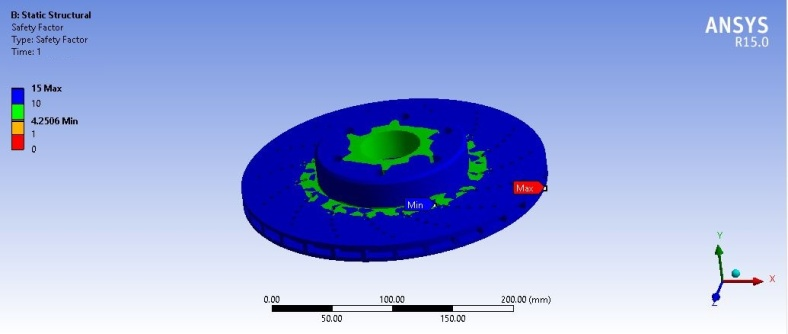 B: Static Structural
Safety Factor
Type: Safety Factor
Time: 1
ANSYS
R15.0
15 Max
10
4.2506 Min
1
0
Max
Min
Y
X
Z
0.00 100.00 200.00 (mm)
50.00 150.00